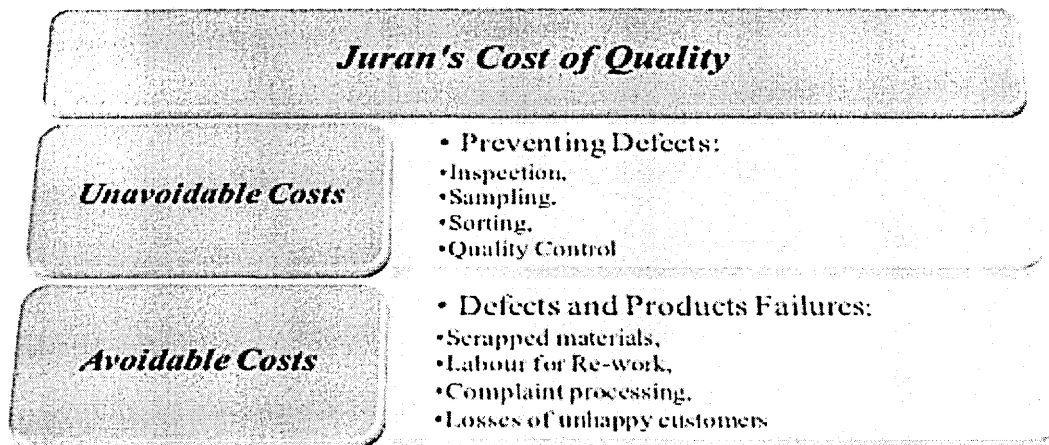 Juran's Cost of Quality
Unavoidable Costs
• Preventing Defects:
•Inspection,
•Sampling,
•Sorting,
•Quality Control
Avoidable Costs
• Defects and Products Failures:
•Scrapped materials,
•Labour for Re-work,
•Complaint processing,
•Losses of unhappy customers